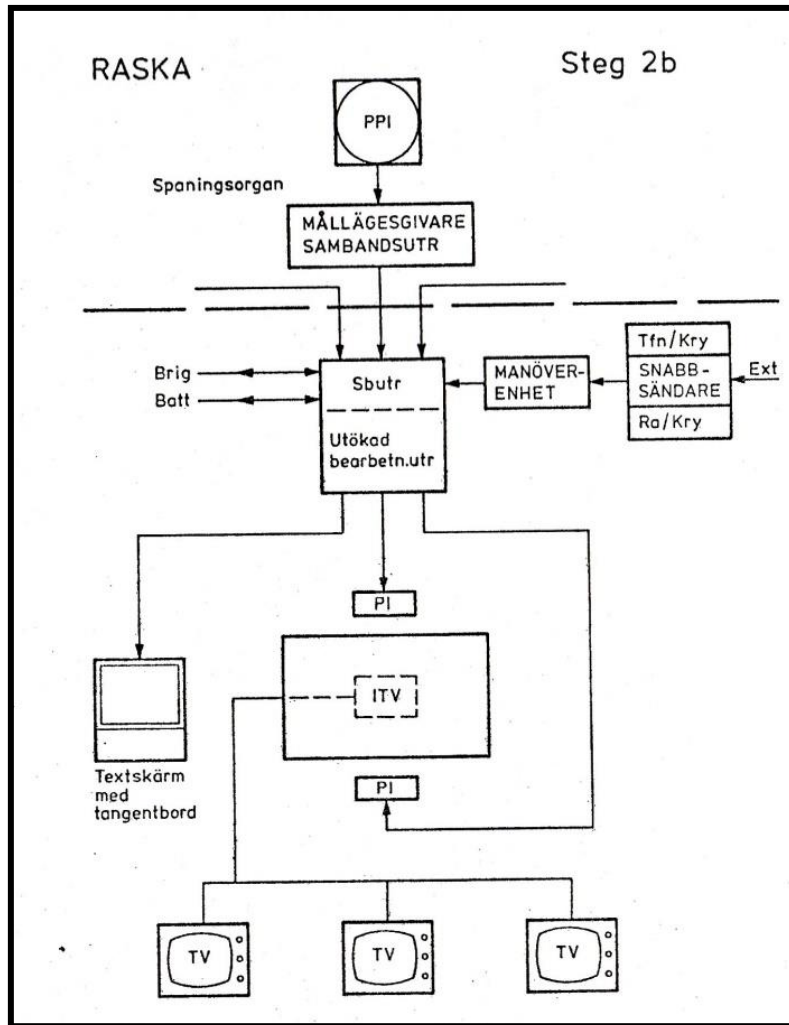 RASKA
Steg 2b
PPI
Spaningsorgan
MÅLLÄGESGIVARE
SAMBANDSUTR
Brig
Batt
Sbutr
Utökad
bearbetn.utr
MANÖVER-
ENHET
Tfn/Kry
SNABB-
SÄNDARE
Ra/Kry
Ext
PI
ITV
PI
Textskärm
med
tangentbord
TV
TV
TV